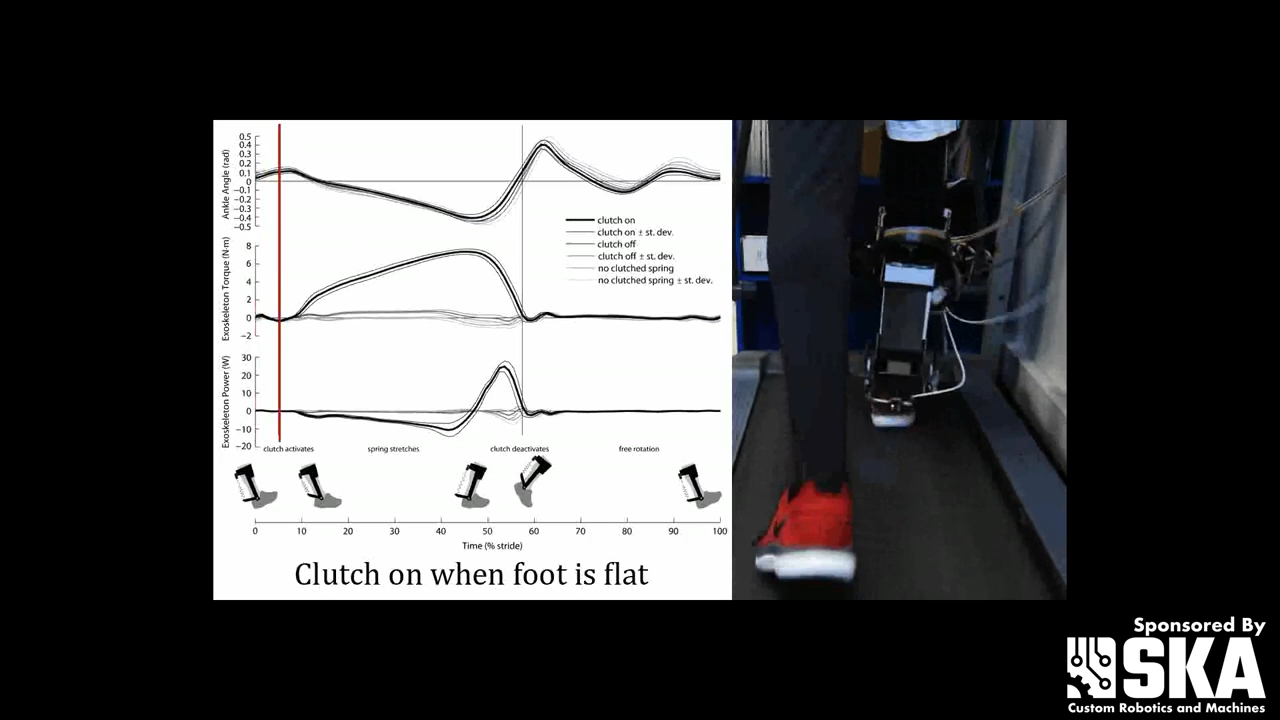 0.5
0.4
0.3
0.2
0.1
0
−0.1
−0.2
−0.3
−0.4
−0.5
Ankle Angle (rad)
clutch on
clutch on ± st. dev.
clutch off
clutch off ± st. dev.
no clutched spring
no clutched spring ± st. dev.
8
6
4
2
0
−2
Exoskeleton Torque (N·m)
30
20
10
0
−10
−20
Exoskeleton Power (W)
clutch activates spring stretches clutch deactivates free rotation
0 10 20 30 40 50 60 70 80 90 100
Time (% stride)
Clutch on when foot is flat
Sponsored By
SKA
Custom Robotics and Machines